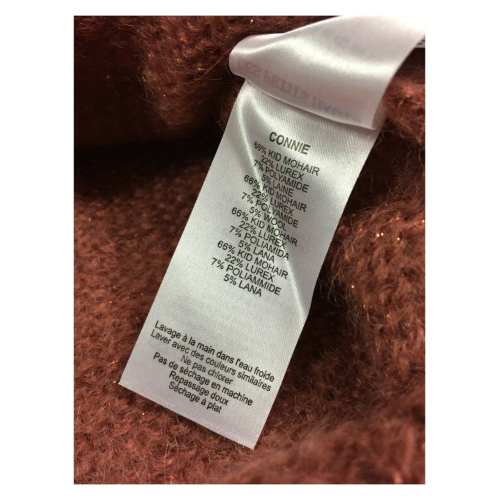 CONNIE
66% KID MOHAIR
22% LUREX
7% POLYAMIDE
5% LAINE
66% KID MOHAIR
22% LUREX
7% POLYAMIDE
5% WOOL
66% KID MOHAIR
22% LUREX
7% POLIAMIDA
5% LANA
66% KID MOHAIR
22% LUREX
7% POLIAMMIDE
5% LANA
Lavage à la main dans l'eau froide
Laver avec des couleurs similaires
Ne pas chlorer
Pas de séchage en machine
Repassage doux
Séchage à plat